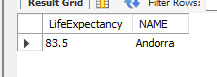 Result Grid Filter Rows:
LifeExpectancy NAME
83.5 Andorra